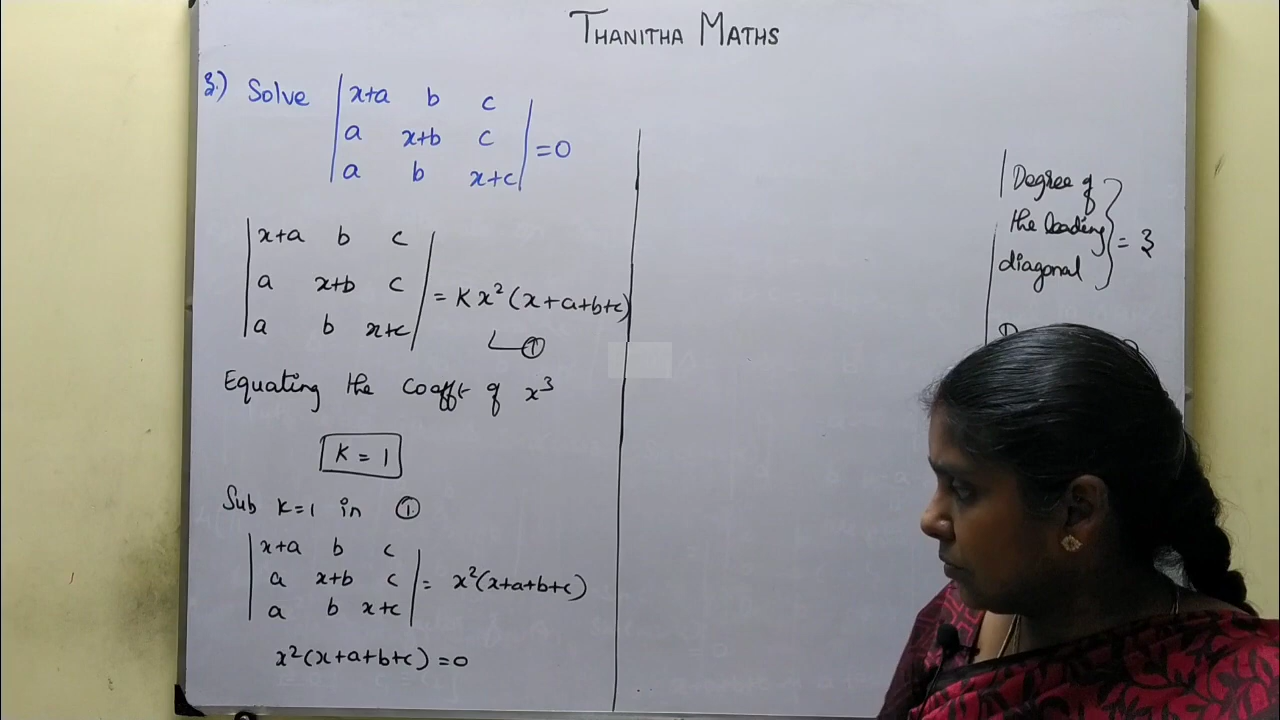 THANITHA MATHS
3.) Solve | x+a b c |
| a x+b c | =0
| a b x+c |
| x+a b c |
| a x+b c | = K x² (x+a+b+c)
| a b x+c |
①
Equating the coefft of x³
K = 1
Sub K=1 in ①
| x+a b c |
| a x+b c | = x²(x+a+b+c)
| a b x+c |
x²(x+a+b+c) =0
Degree of
the leading
diagonal } = 3